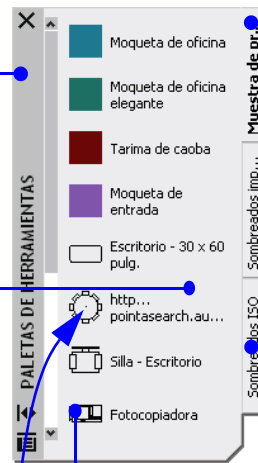 Moqueta de oficina
Moqueta de oficina
elegante
Tarima de caoba
Moqueta de
entrada
Escritorio - 30 x 60
pulg.
http...
pointasearch.au...
Silla - Escritorio
Fotocopiadora
PALETAS DE HERRAMIENTAS
Muestra de pr...
Sombreados imp...
Sombreados ISO